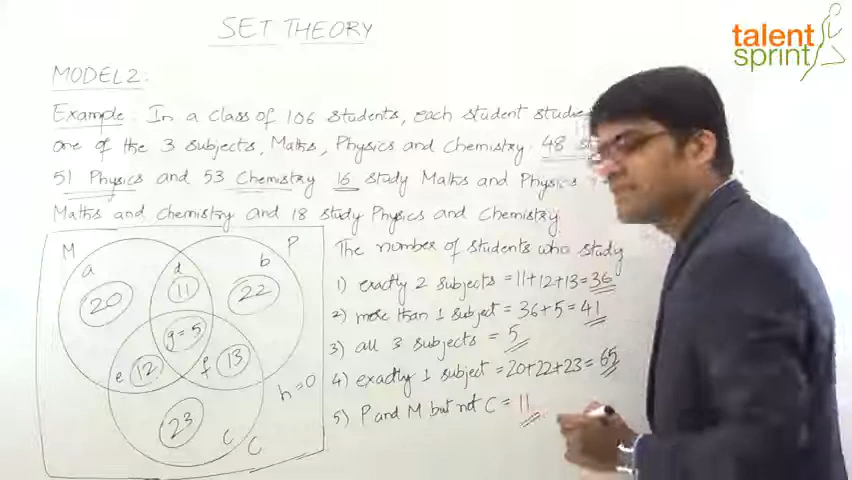 SET THEORY
talent
sprint
MODEL 2:
Example: In a class of 106 students, each student
one of the 3 subjects, Maths, Physics and Chemistry. 48
51 Physics and 53 Chemistry 16 study Maths and Physics
Maths and chemistry and 18 study Physics and Chemistry
The number of students who study
1) exactly 2 subjects = 11+12+13=36
2) more than 1 subject = 36+5=41
3) all 3 subjects = 5
4) exactly 1 subject = 20+22+23=65
5) P and M but not C = 11
M
P
a
d
b
20
11
22
g=5
e
12
f
13
h=0
23
C
C